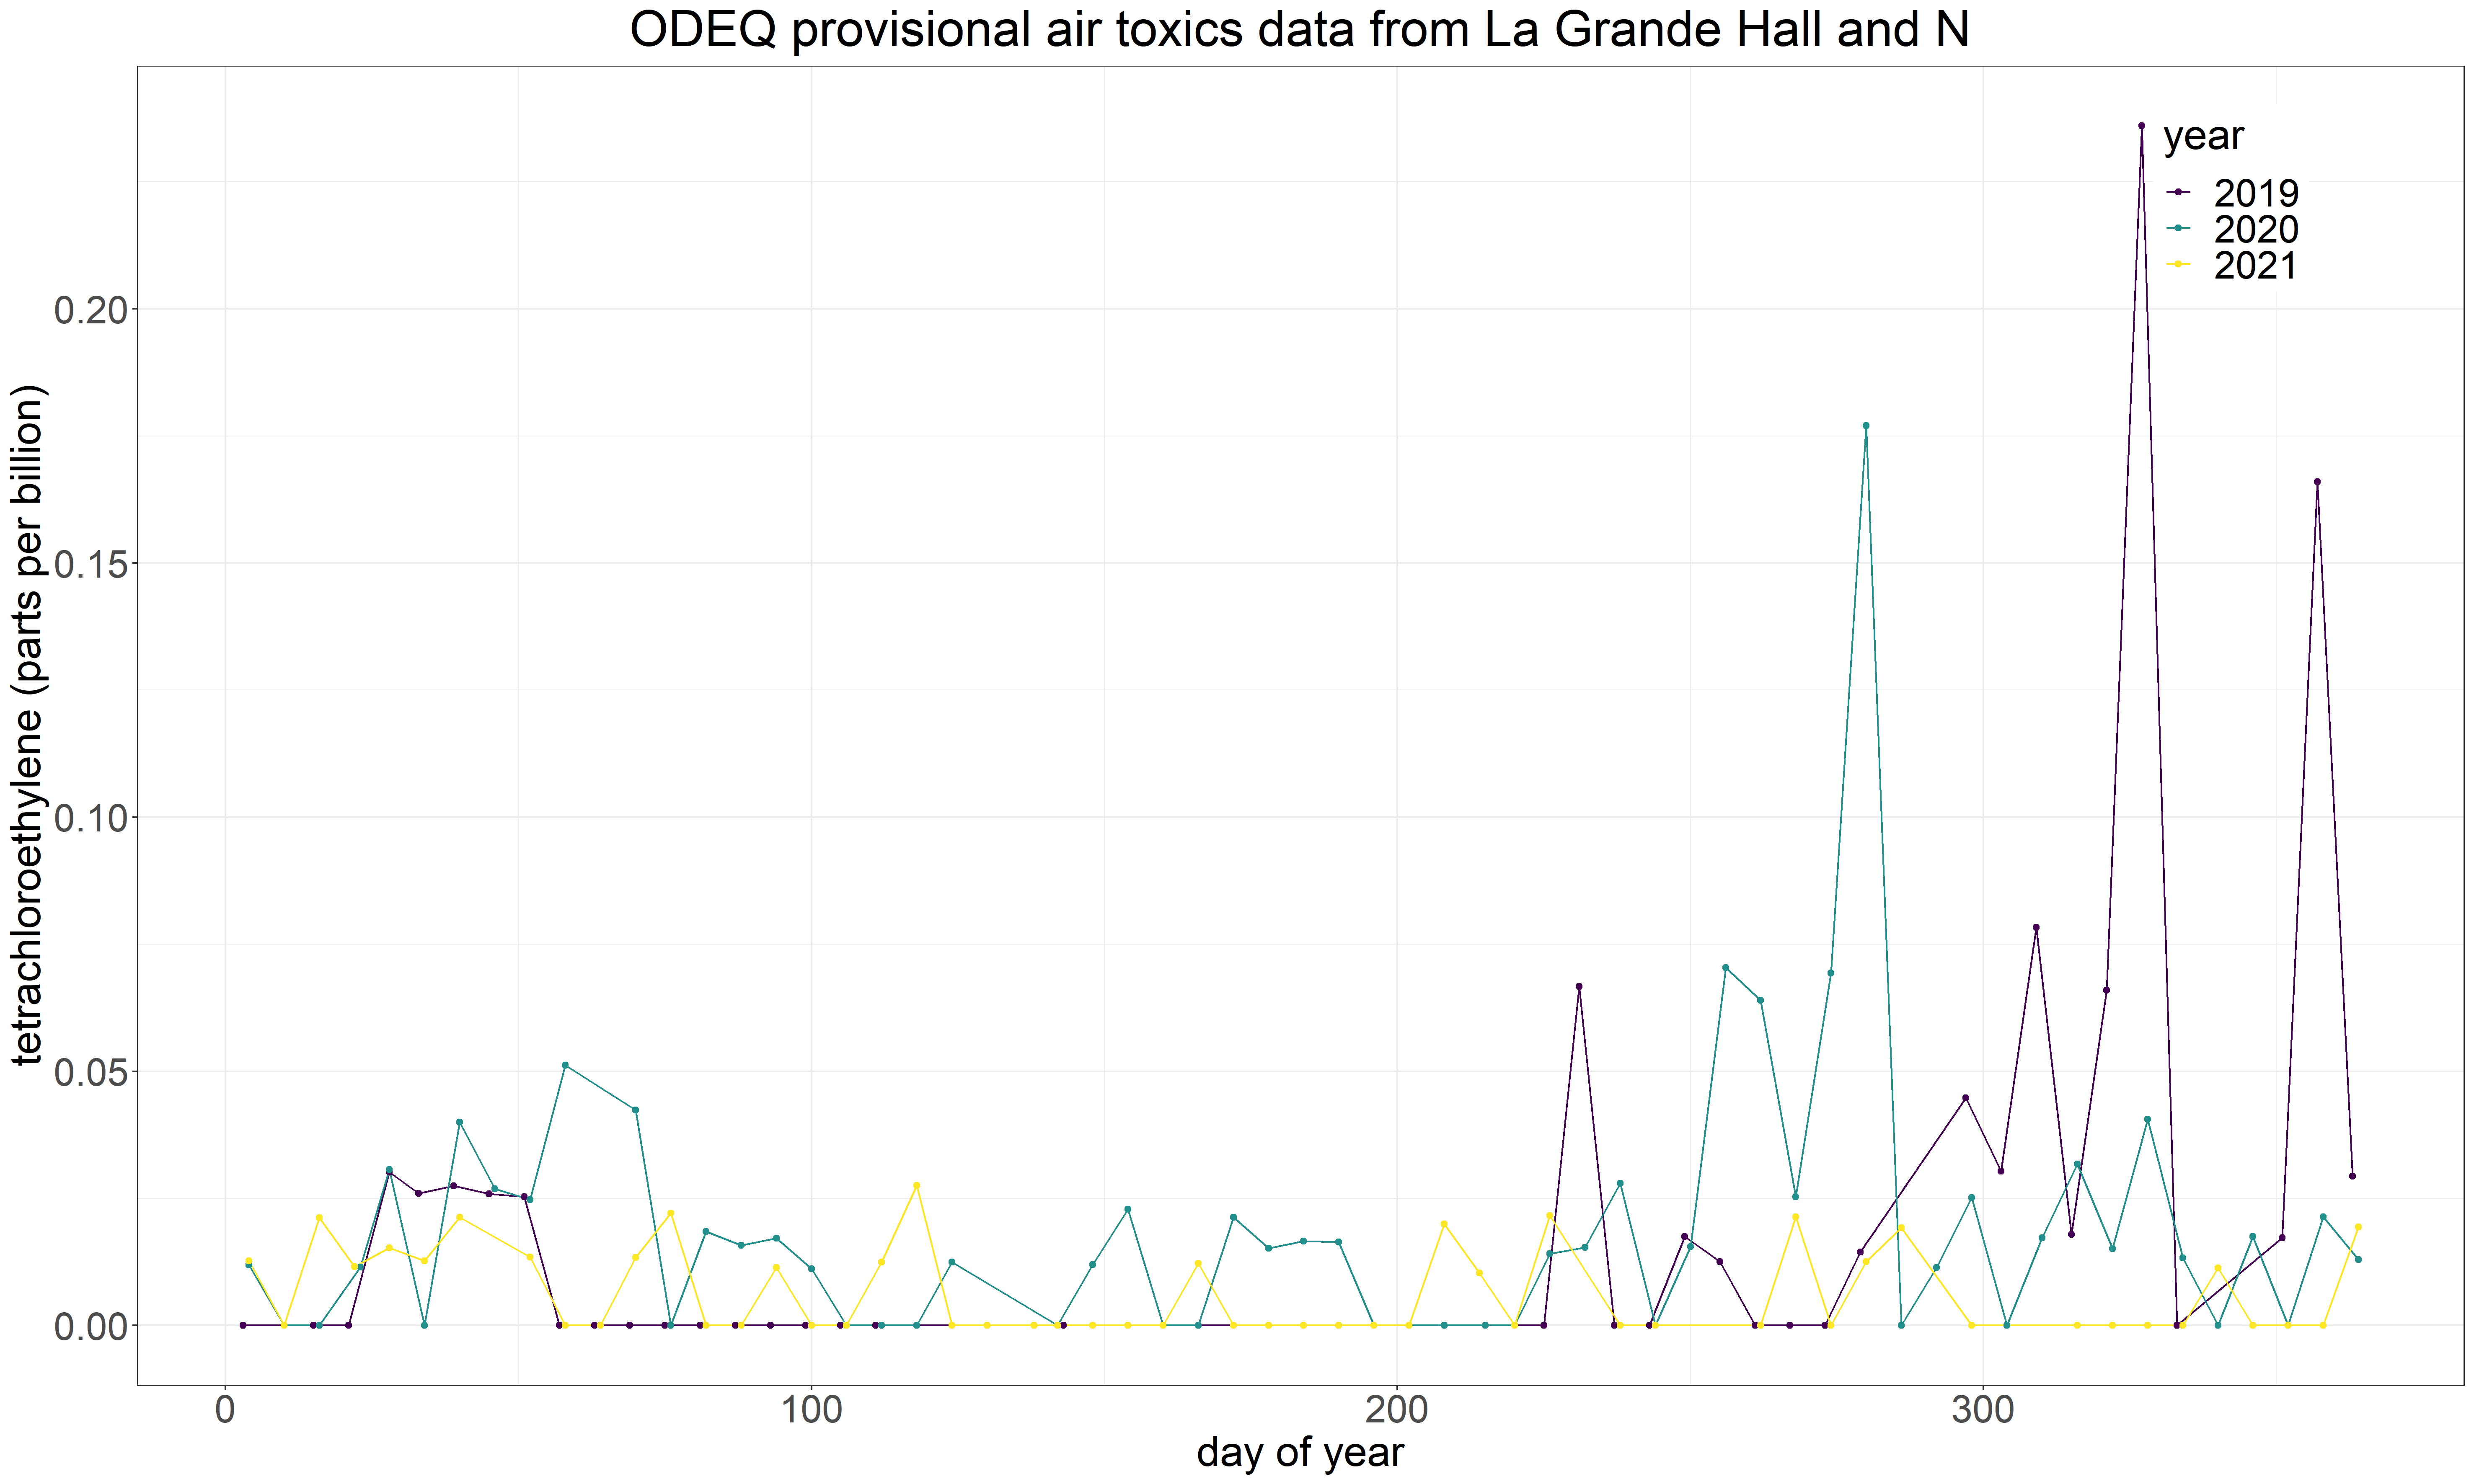 ODEQ provisional air toxics data from La Grande Hall and N
tetrachloroethylene (parts per billion)
0.20
0.15
0.10
0.05
0.00
year
2019
2020
2021
0 100 200 300
day of year